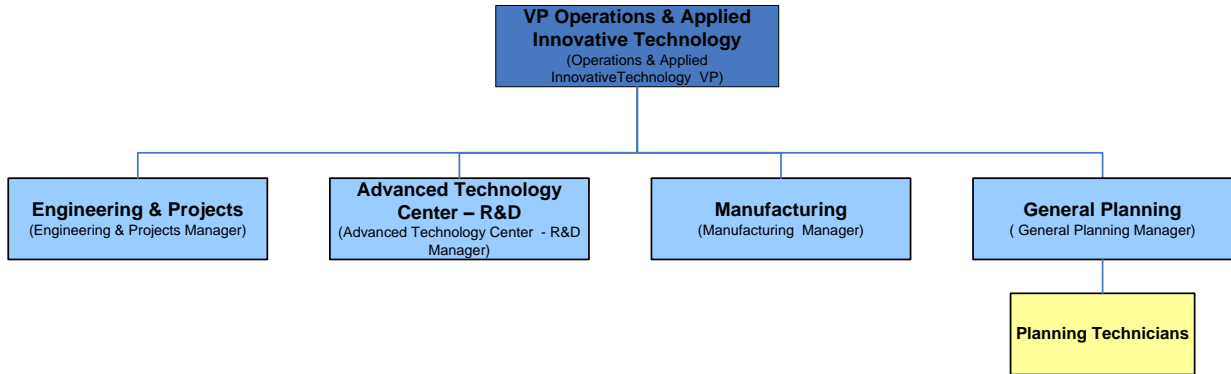 VP Operations & Applied
Innovative Technology
(Operations & Applied
InnovativeTechnology VP)
Engineering & Projects
(Engineering & Projects Manager)
Advanced Technology
Center – R&D
(Advanced Technology Center - R&D
Manager)
Manufacturing
(Manufacturing Manager)
General Planning
( General Planning Manager)
Planning Technicians